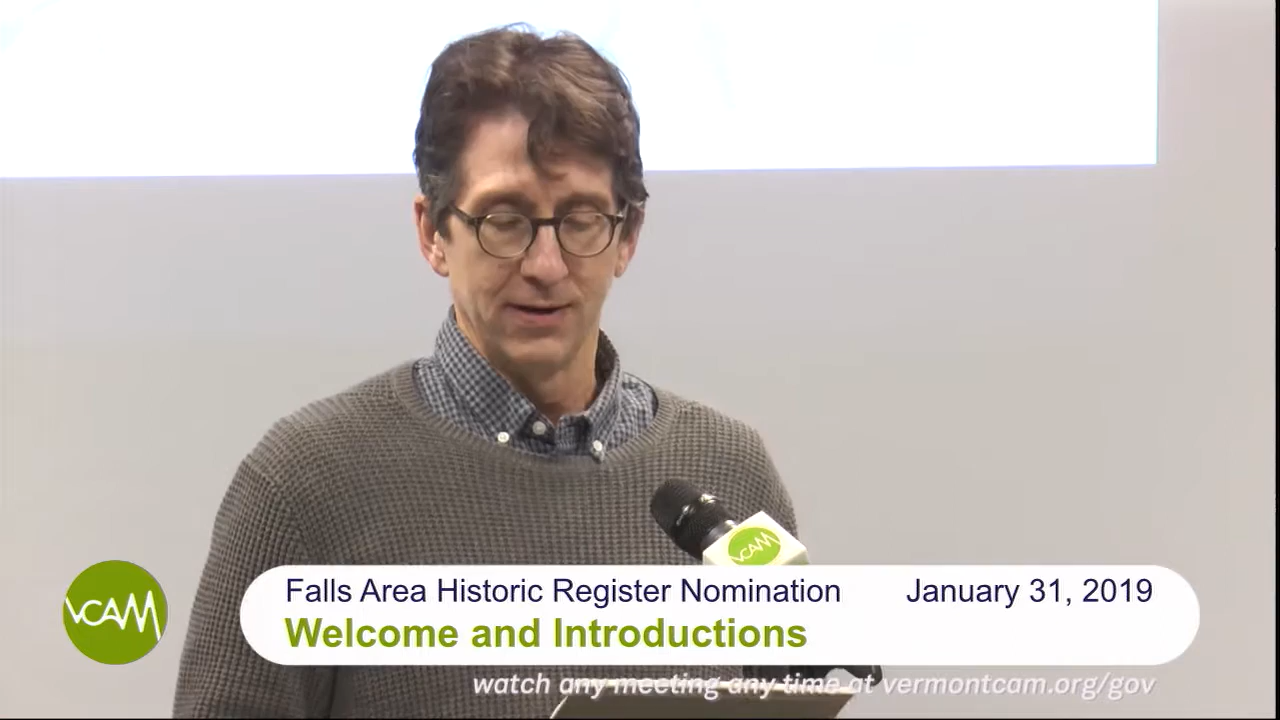 VCAM
Falls Area Historic Register Nomination January 31, 2019
VCAM
Welcome and Introductions
watch any meeting any time at vermontcam.org/gov